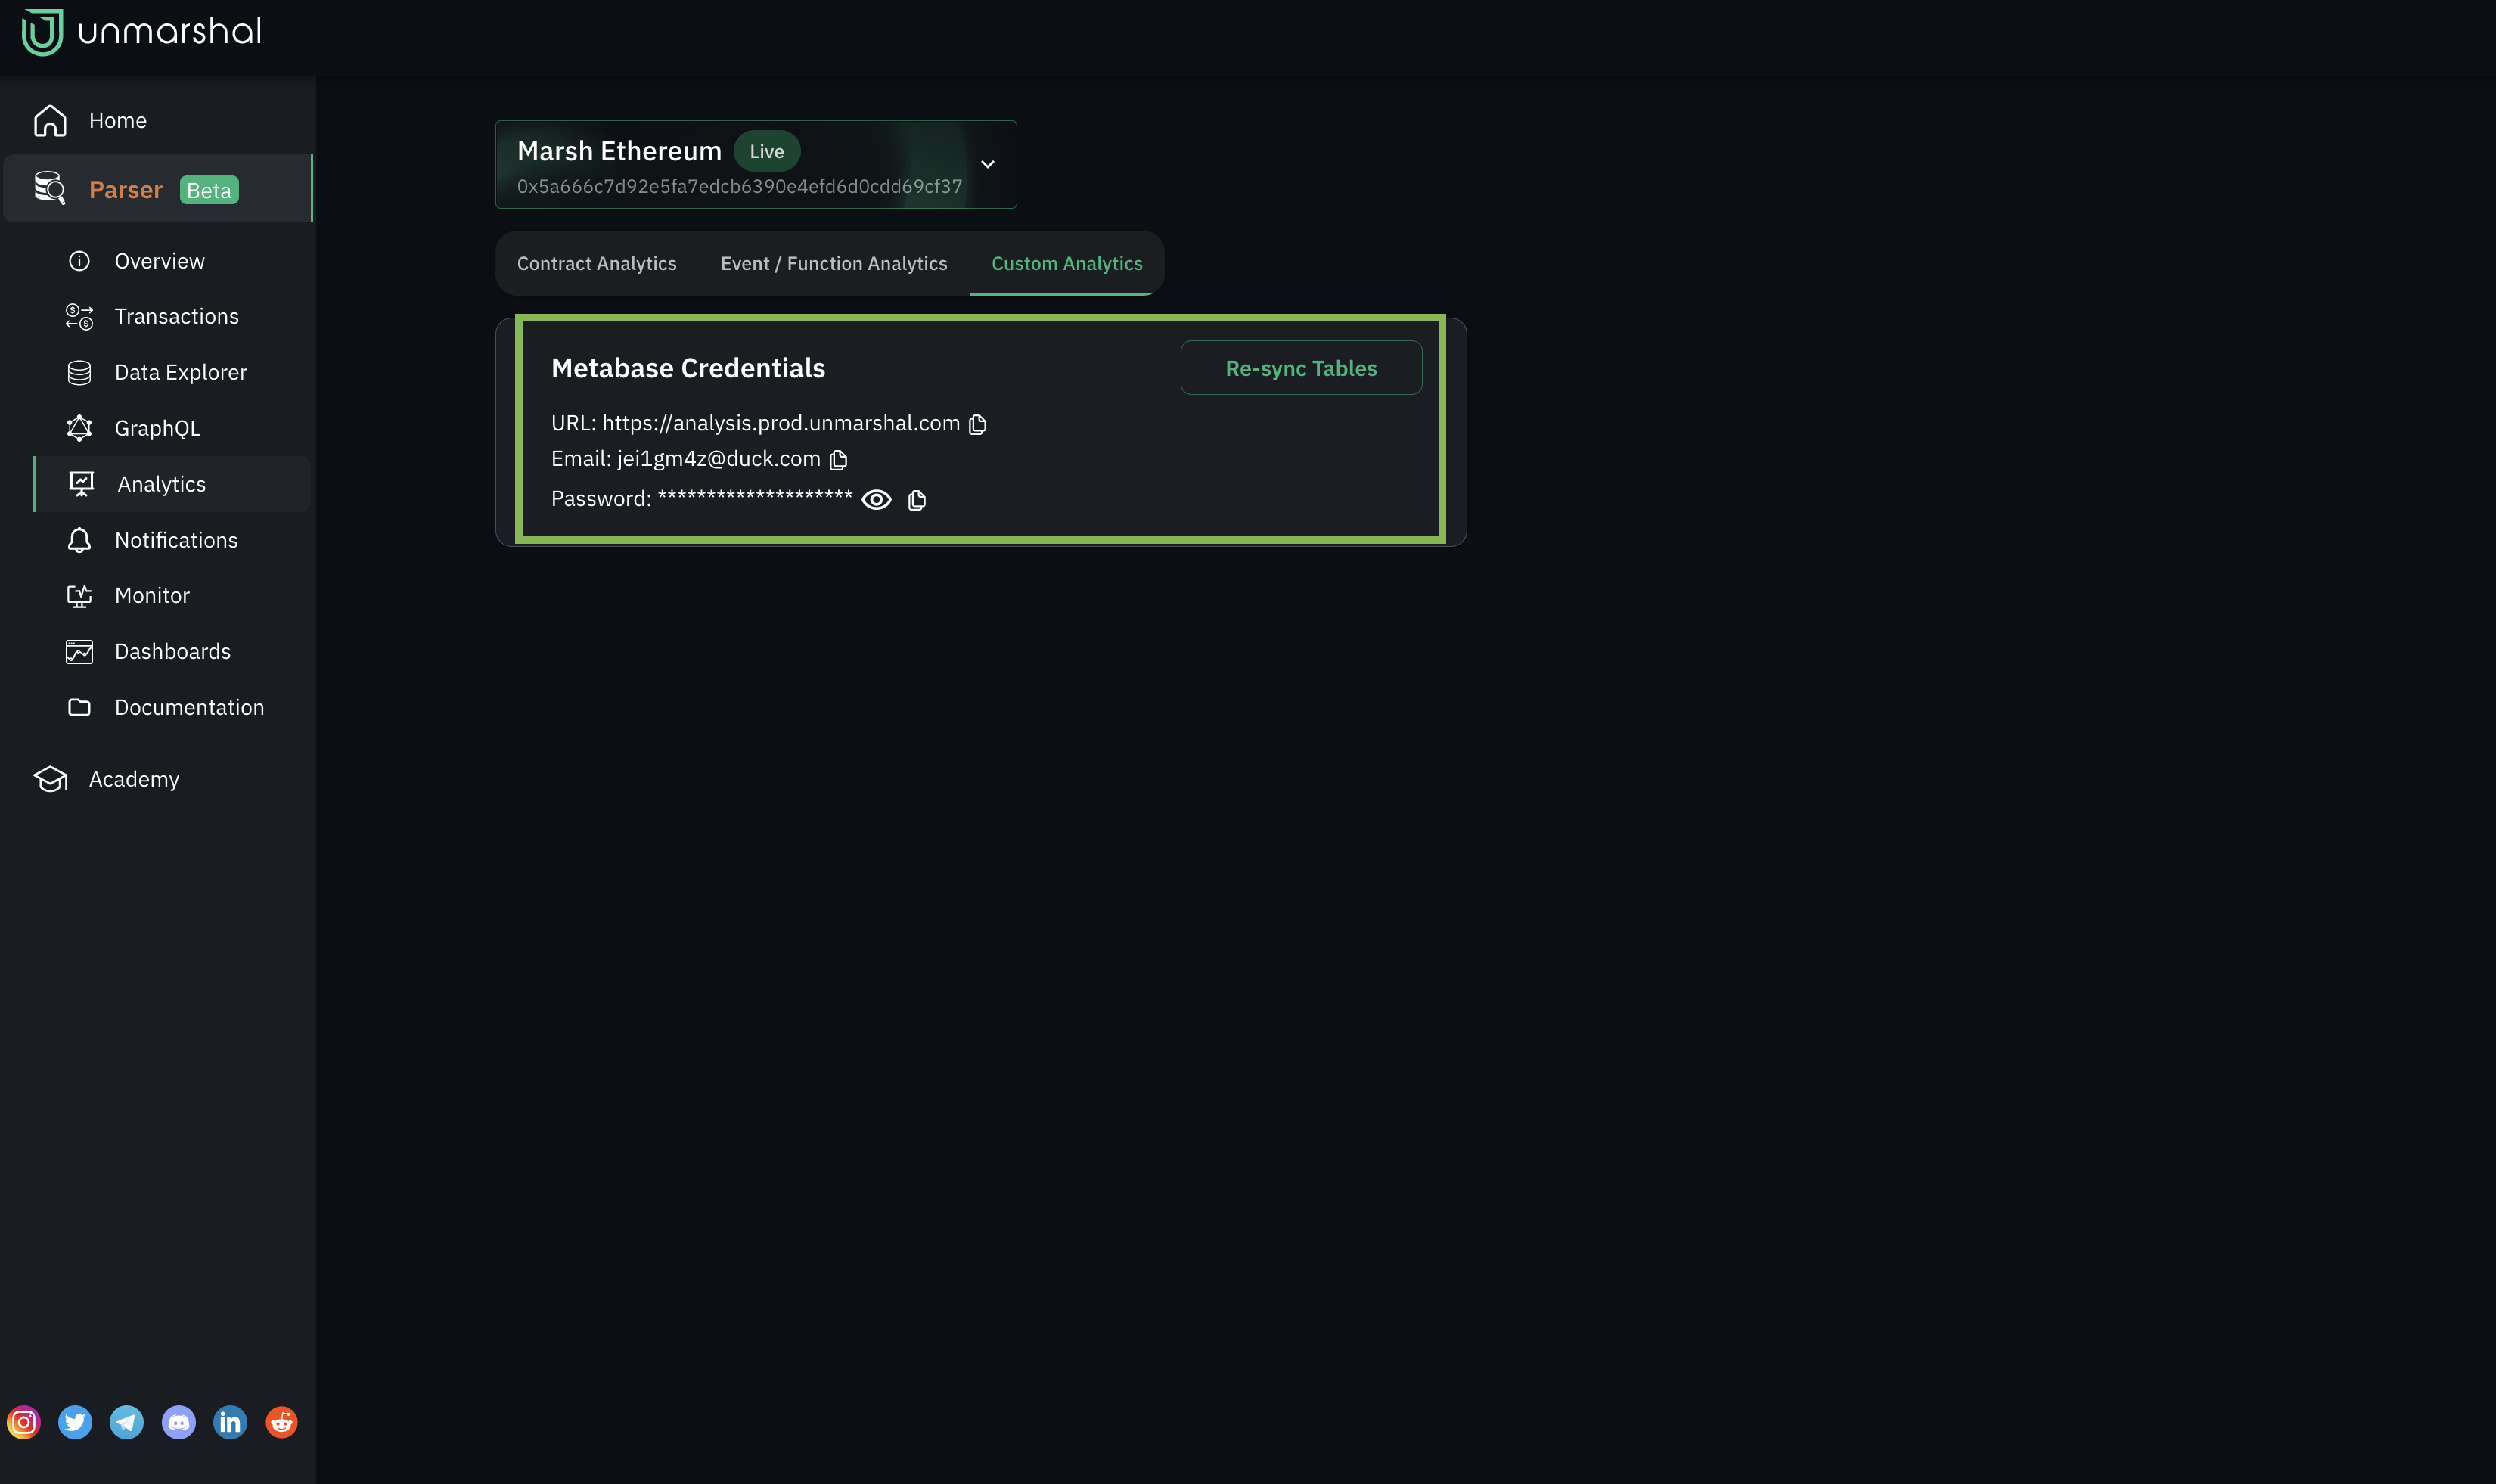 unmarshal
Home
Parser Beta
Overview
Transactions
Data Explorer
GraphQL
Analytics
Notifications
Monitor
Dashboards
Documentation
Academy
Marsh Ethereum Live
0x5a666c7d92e5fa7edcb6390e4efd6d0cdd69cf37
Contract Analytics Event / Function Analytics Custom Analytics
Metabase Credentials Re-sync Tables
URL: https://analysis.prod.unmarshal.com
Email: jei1gm4z@duck.com
Password: ********************